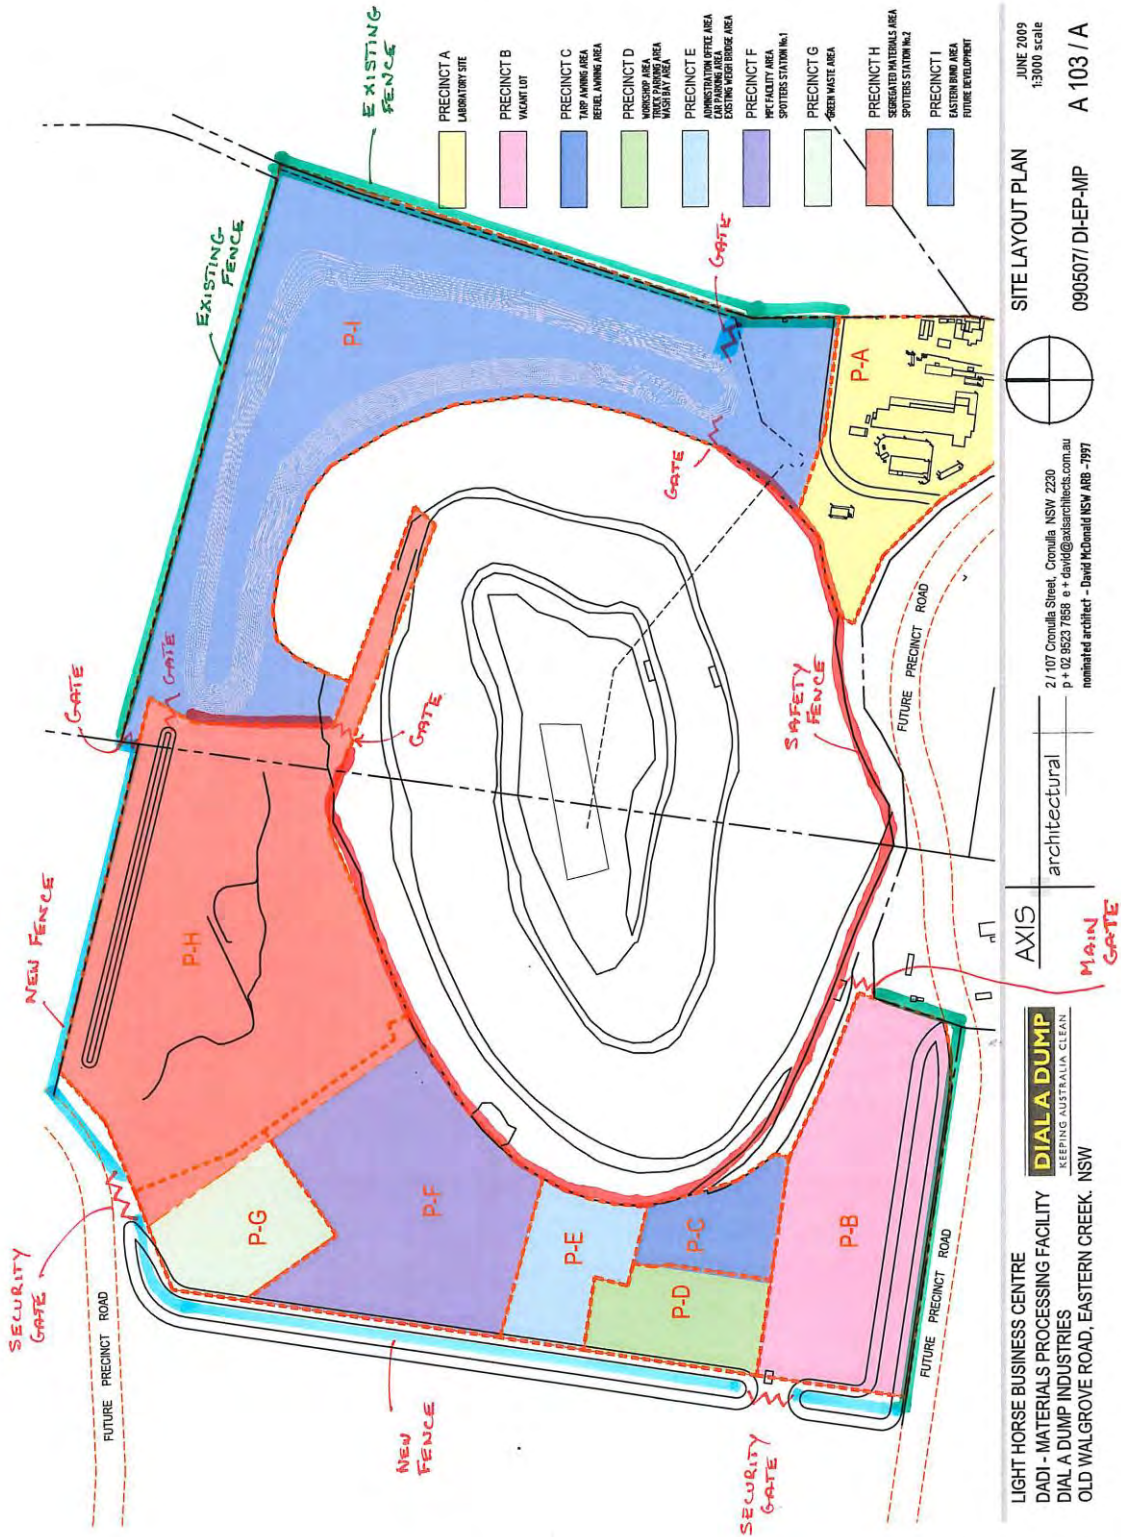 PRECINCT A
LABORATORY SITE
PRECINCT B
VACANT LOT
PRECINCT C
TARP AWNING AREA
REFUEL AWNING AREA
PRECINCT D
WORKSHOP AREA
TRUCK PARKING AREA
WASH BAY AREA
PRECINCT E
ADMINISTRATION OFFICE AREA
CAR PARKING AREA
EXISTING WEIGH BRIDGE AREA
PRECINCT F
MPC FACILITY AREA
SPOTTERS STATION No.1
PRECINCT G
GREEN WASTE AREA
PRECINCT H
SEGREGATED MATERIALS AREA
SPOTTERS STATION No.2
PRECINCT I
EASTERN BUND AREA
FUTURE DEVELOPMENT
EXISTING
FENCE
EXISTING
FENCE
GATE
GATE
GATE
GATE
GATE
NEW FENCE
SECURITY
GATE
NEW
FENCE
SECURITY
GATE
SAFETY
FENCE
MAIN
GATE
P-I
P-A
P-H
P-G
P-F
P-E
P-C
P-D
P-B
FUTURE PRECINCT ROAD
FUTURE PRECINCT ROAD
FUTURE PRECINCT ROAD
LIGHT HORSE BUSINESS CENTRE
DADI - MATERIALS PROCESSING FACILITY
DIAL A DUMP INDUSTRIES
OLD WALGROVE ROAD, EASTERN CREEK. NSW
DIAL A DUMP
KEEPING AUSTRALIA CLEAN
AXIS
architectural
2 / 107 Cronulla Street, Cronulla NSW 2230
p + 02 9523 7858 e + david@axisarchitects.com.au
nominated architect - David McDonald NSW ARB -7997
SITE LAYOUT PLAN
090507/ DI-EP-MP
JUNE 2009
1:3000 scale
A 103 / A